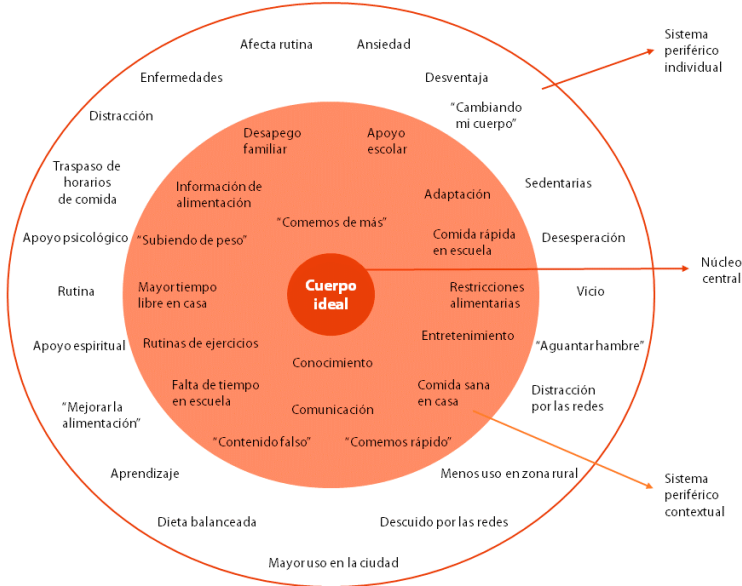 Afecta rutina
Ansiedad
Sistema
periférico
individual
Enfermedades
Desventaja
"Cambiando
mi cuerpo"
Distracción
Desapego
familiar
Apoyo
escolar
Traspaso de
horarios
de comida
Información de
alimentación
Adaptación
Sedentarias
"Comemos de más"
Apoyo psicológico
"Subiendo de peso"
Comida rápida
en escuela
Desesperación
Núcleo
central
Rutina
Mayor tiempo
libre en casa
Cuerpo
ideal
Restricciones
alimentarias
Vicio
Apoyo espiritual
Rutinas de ejercicios
Entretenimiento
"Aguantar hambre"
Conocimiento
Falta de tiempo
en escuela
Comida sana
en casa
Distracción
por las redes
"Mejorar la
alimentación"
Comunicación
"Contenido falso"
"Comemos rápido"
Aprendizaje
Menos uso en zona rural
Sistema
periférico
contextual
Dieta balanceada
Descuido por las redes
Mayor uso en la ciudad